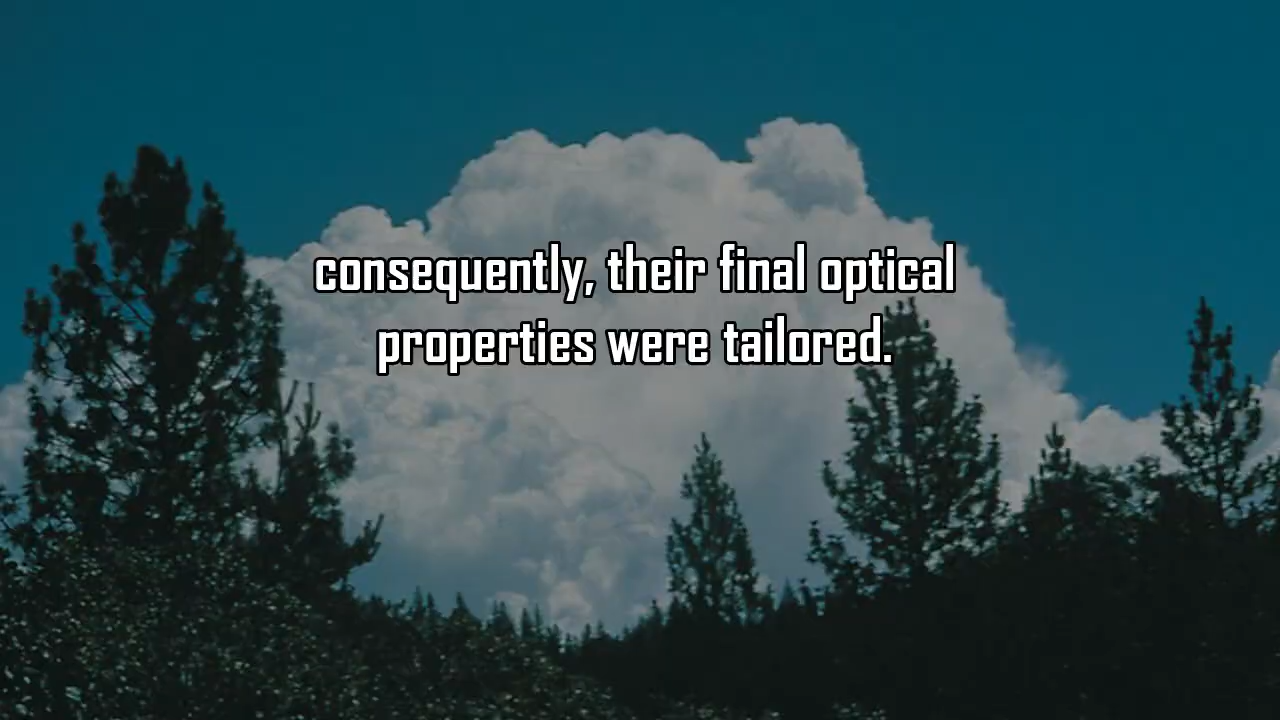 consequently, their final optical
properties were tailored.